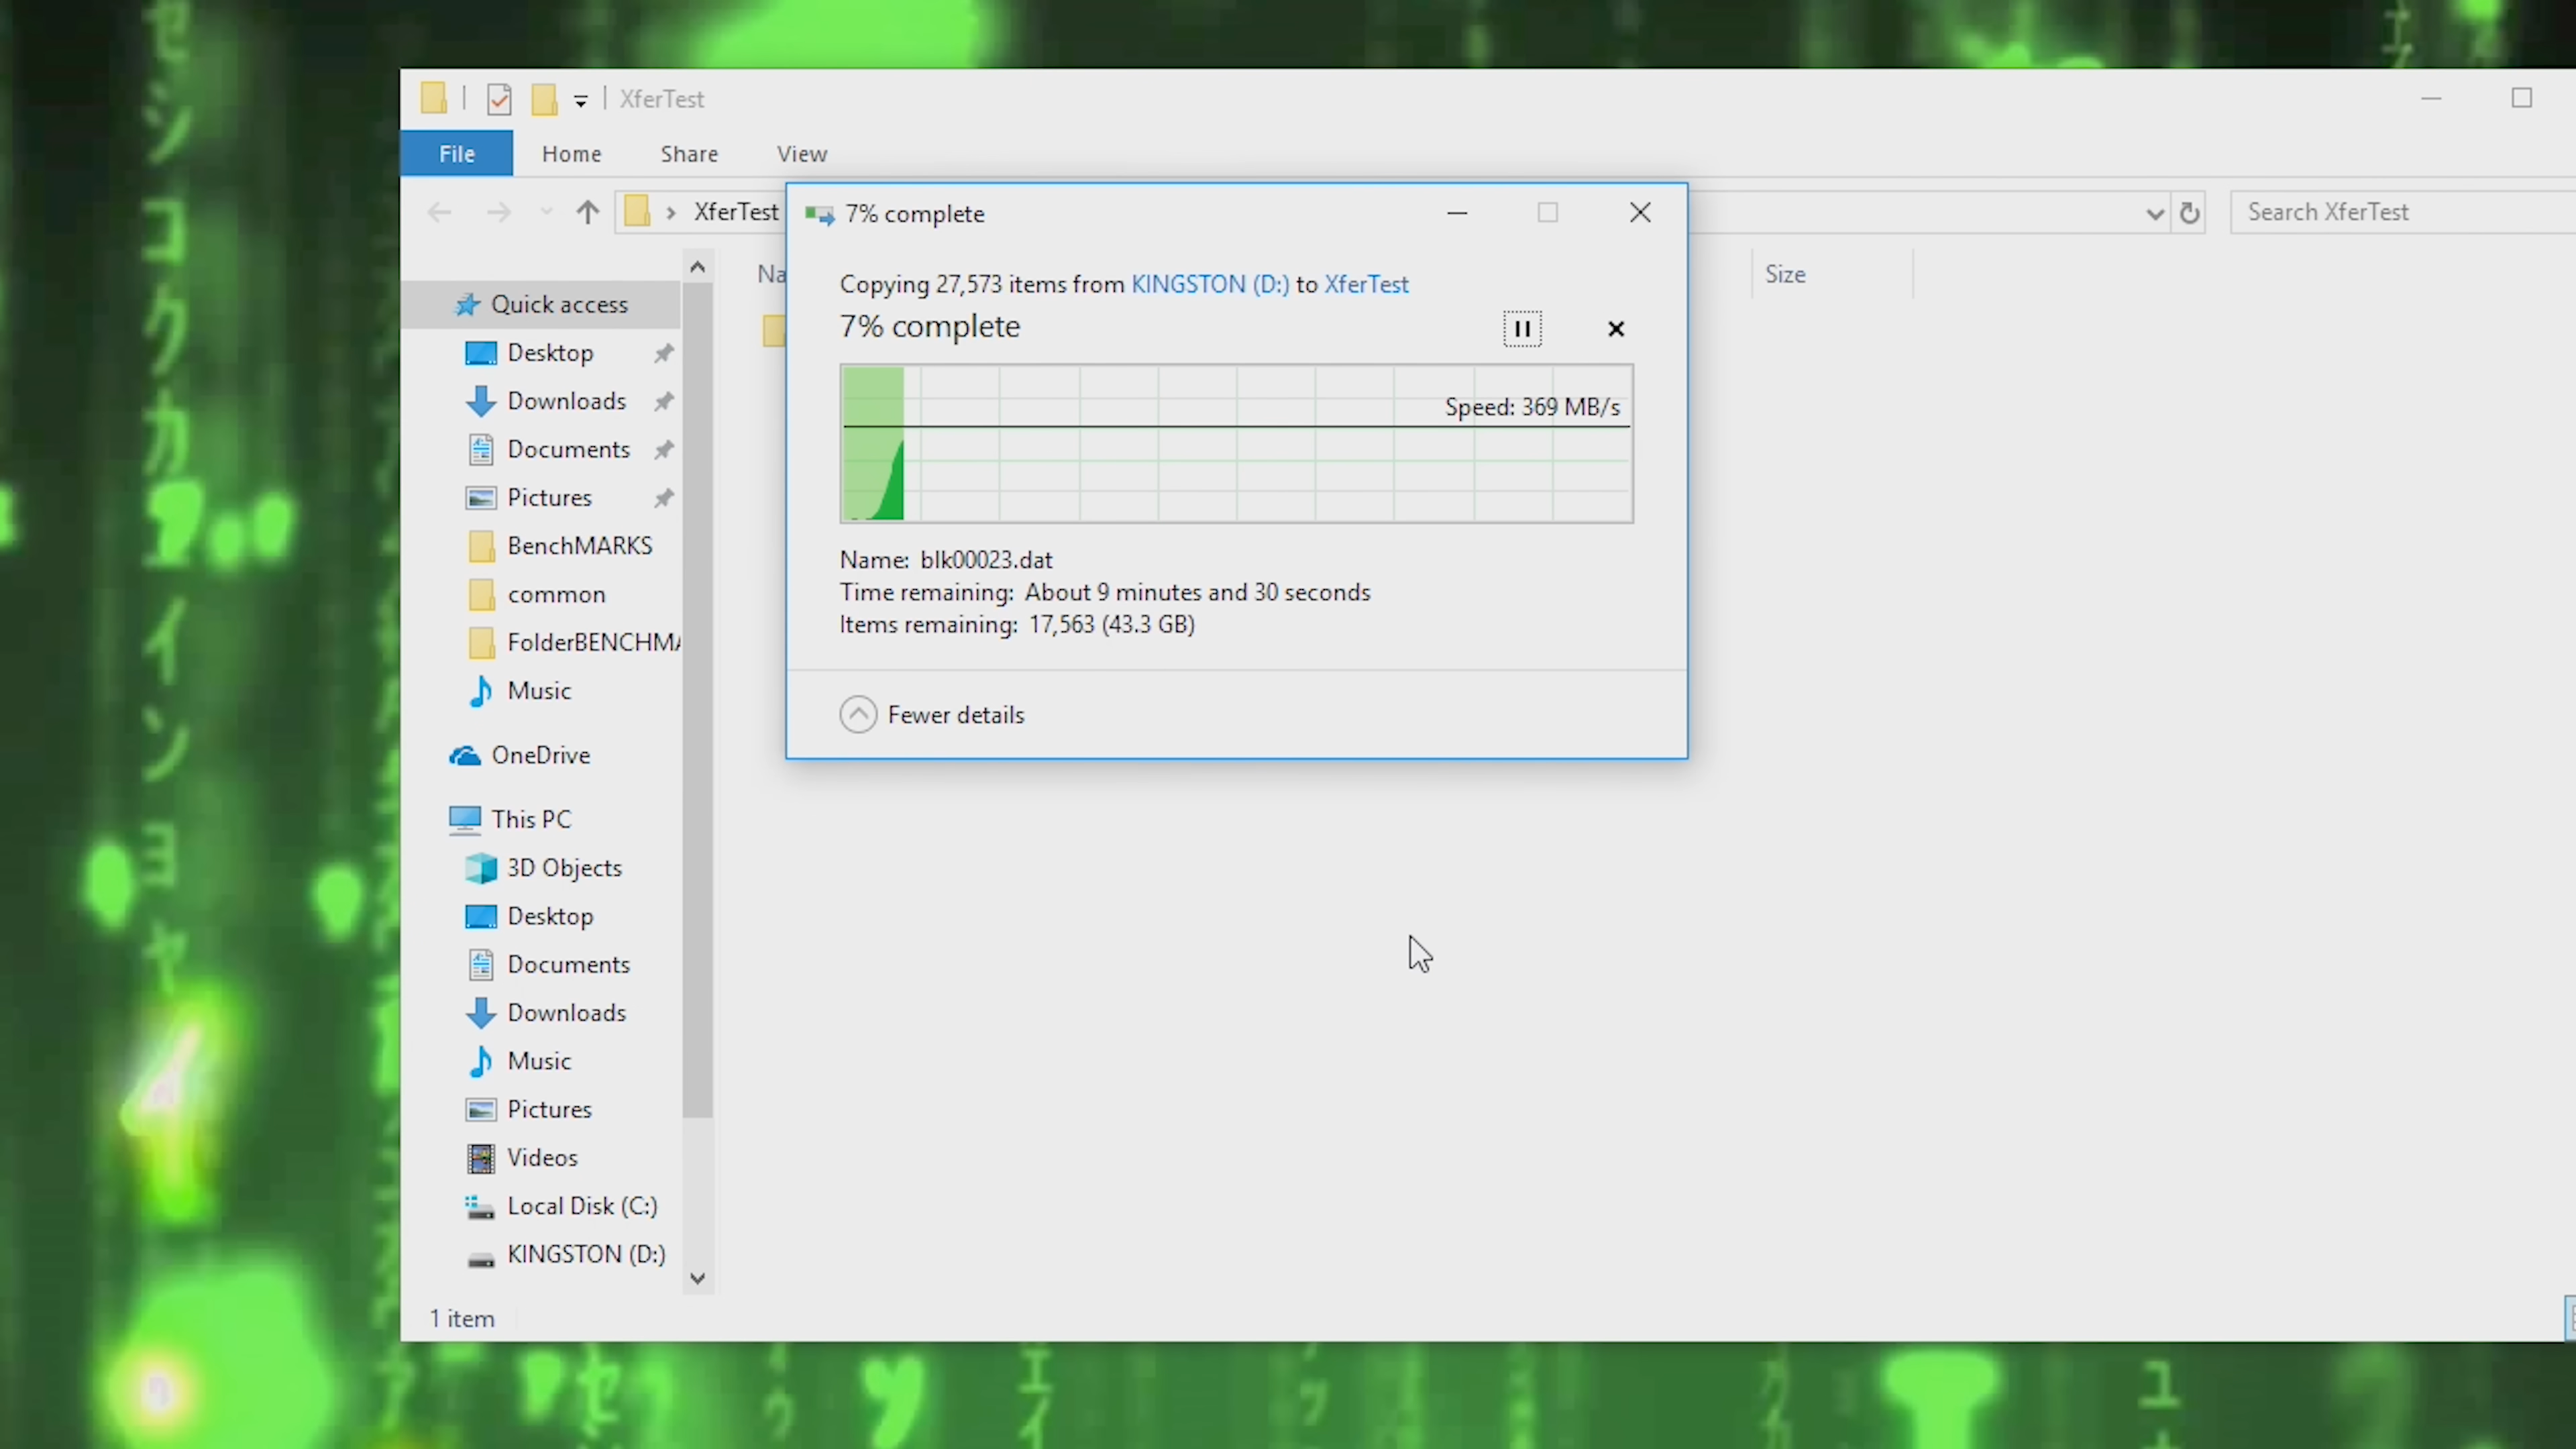 XferTest
File Home Share View
XferTest
Search XferTest
7% complete
Copying 27,573 items from KINGSTON (D:) to XferTest
7% complete
Speed: 369 MB/s
Name: blk00023.dat
Time remaining: About 9 minutes and 30 seconds
Items remaining: 17,563 (43.3 GB)
Fewer details
Size
Quick access
Desktop
Downloads
Documents
Pictures
BenchMARKS
common
FolderBENCHMA
Music
OneDrive
This PC
3D Objects
Desktop
Documents
Downloads
Music
Pictures
Videos
Local Disk (C:)
KINGSTON (D:)
1 item